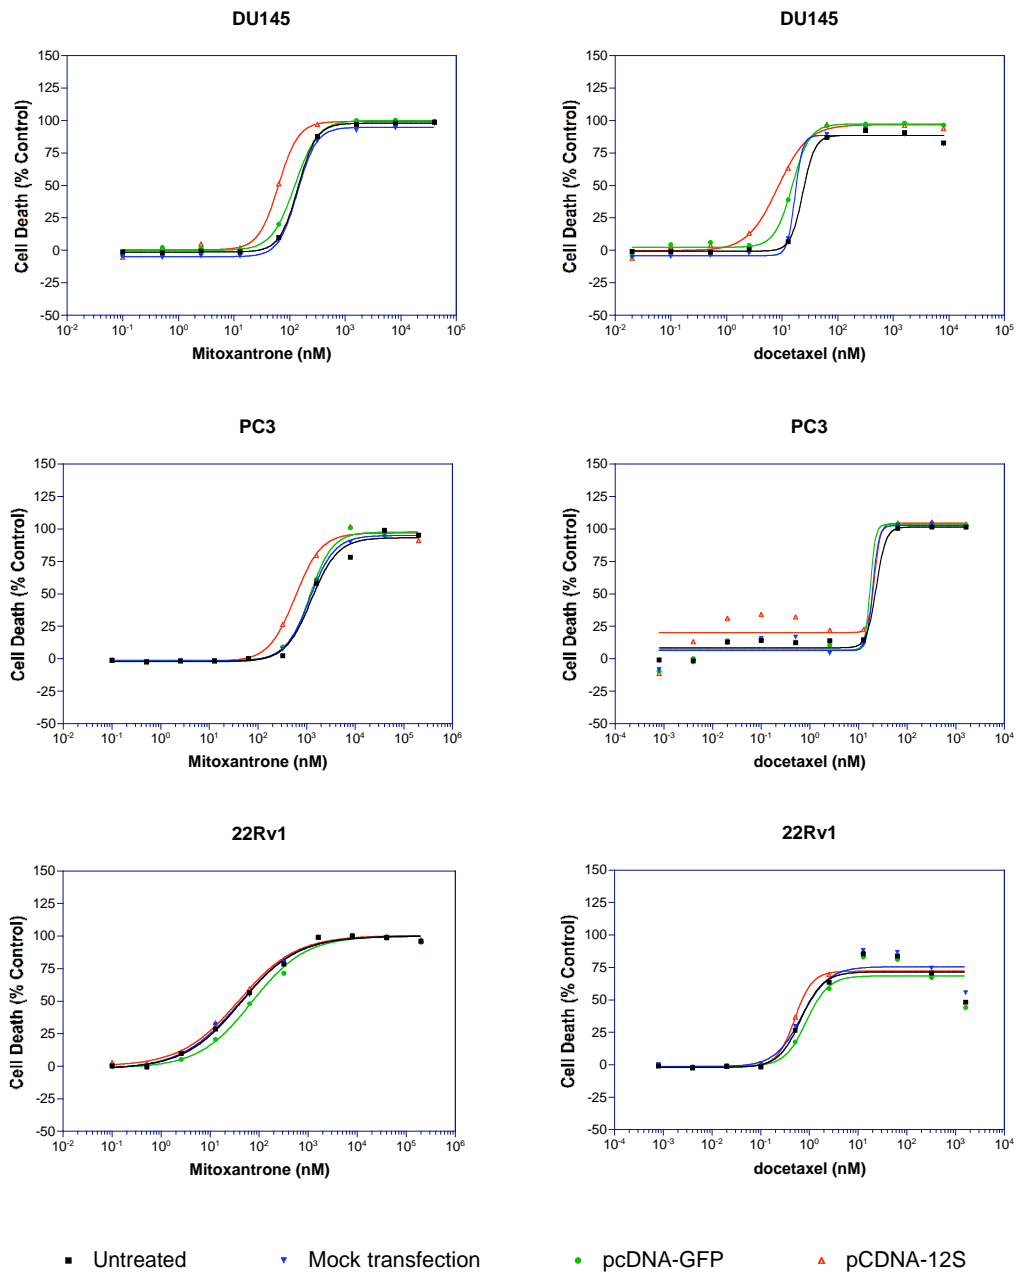 DU145
DU145
150
125
100
75
50
25
0
-25
-50
Cell Death (% Control)
10-2 10-1 100 101 102 103 104 105
Mitoxantrone (nM)
150
125
100
75
50
25
0
-25
-50
Cell Death (% Control)
10-2 10-1 100 101 102 103 104 105
docetaxel (nM)
PC3
PC3
150
125
100
75
50
25
0
-25
-50
Cell Death (% Control)
10-2 10-1 100 101 102 103 104 105 106
Mitoxantrone (nM)
150
125
100
75
50
25
0
-25
-50
Cell Death (% Control)
10-4 10-3 10-2 10-1 100 101 102 103 104
docetaxel (nM)
22Rv1
22Rv1
150
125
100
75
50
25
0
-25
-50
Cell Death (% Control)
10-2 10-1 100 101 102 103 104 105 106
Mitoxantrone (nM)
150
125
100
75
50
25
0
-25
-50
Cell Death (% Control)
10-4 10-3 10-2 10-1 100 101 102 103 104
docetaxel (nM)
Untreated Mock transfection pcDNA-GFP pCDNA-12S